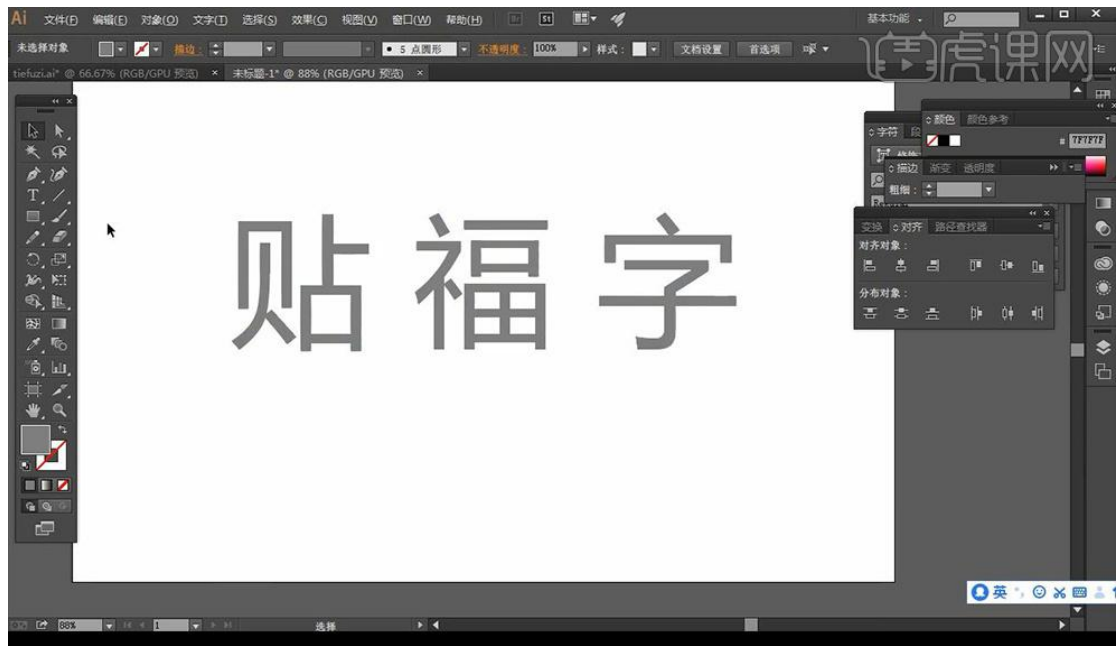 Ai 文件(F) 编辑(E) 对象(O) 文字(T) 选择(S) 效果(C) 视图(V) 窗口(W) 帮助(H) Br St 基本功能
未选择对象 描边: 5 点圆形 不透明度: 100% 样式: 文档设置 首选项
虎课网
tiefuzi.ai* @ 66.67% (RGB/GPU 预览) × 未标题-1* @ 88% (RGB/GPU 预览) ×
颜色 颜色参考
字符 段
7F7F7F
描边 渐变 透明度
粗细:
变换 对齐 路径查找器
对齐对象:
分布对象:
贴福字
英
88% 1 选择